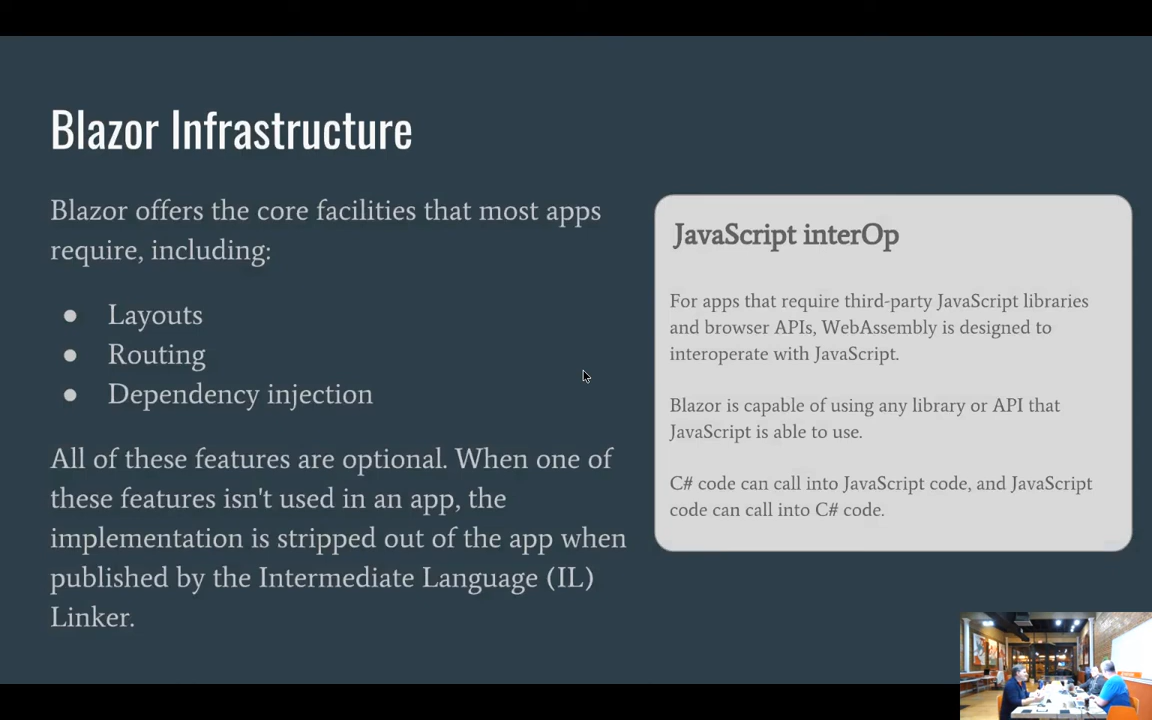 Blazor Infrastructure
Blazor offers the core facilities that most apps
require, including:
● Layouts
● Routing
● Dependency injection
All of these features are optional. When one of
these features isn't used in an app, the
implementation is stripped out of the app when
published by the Intermediate Language (IL)
Linker.
JavaScript interOp
For apps that require third-party JavaScript libraries
and browser APIs, WebAssembly is designed to
interoperate with JavaScript.
Blazor is capable of using any library or API that
JavaScript is able to use.
C# code can call into JavaScript code, and JavaScript
code can call into C# code.